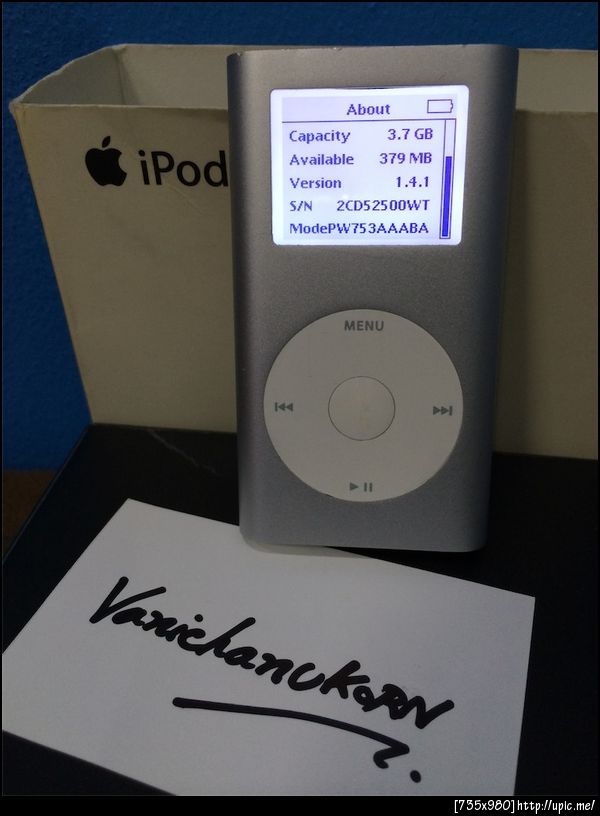 iPod
About
Capacity 3.7 GB
Available 379 MB
Version 1.4.1
S/N 2CD52500WT
ModePW753AAABA
MENU
VanichanUKoRN
[735x980]http://upic.me/